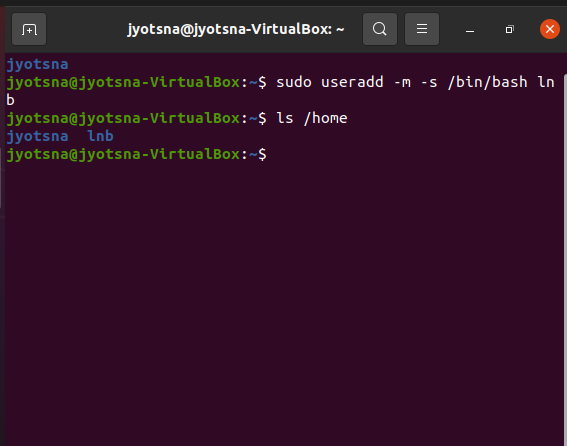 jyotsna@jyotsna-VirtualBox: ~
jyotsna
jyotsna@jyotsna-VirtualBox:~$ sudo useradd -m -s /bin/bash ln
b
jyotsna@jyotsna-VirtualBox:~$ ls /home
jyotsna  lnb
jyotsna@jyotsna-VirtualBox:~$